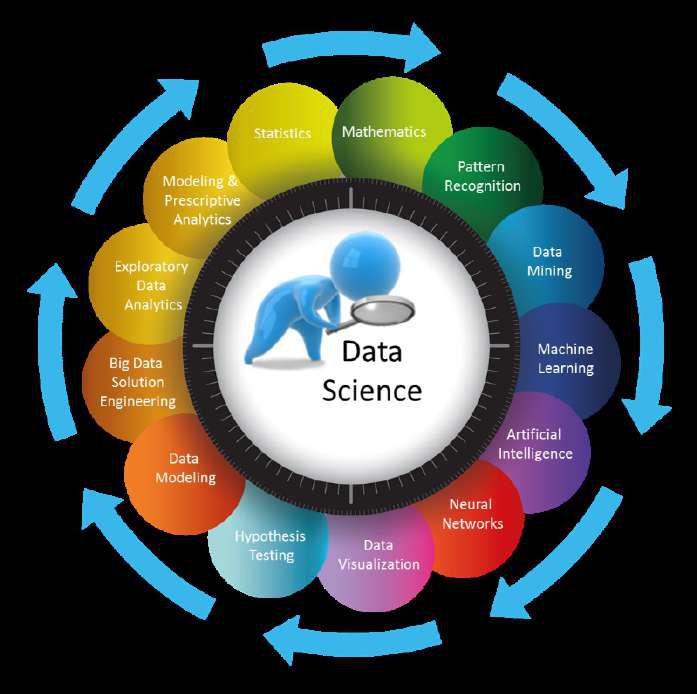 Statistics
Mathematics
Pattern
Recognition
Data
Mining
Machine
Learning
Artificial
Intelligence
Neural
Networks
Data
Visualization
Hypothesis
Testing
Data
Modeling
Big Data
Solution
Engineering
Exploratory
Data
Analytics
Modeling &
Prescriptive
Analytics
Data
Science